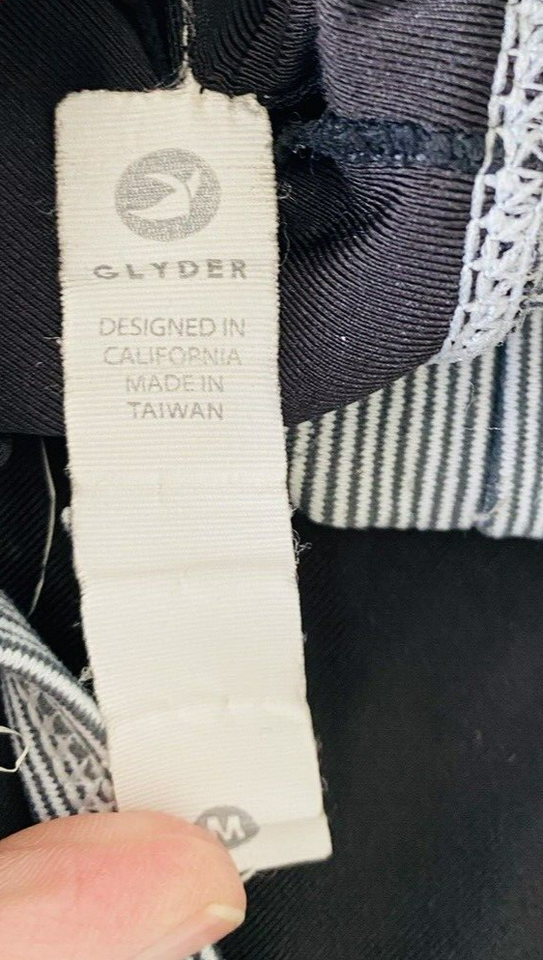 GLYDER
DESIGNED IN
CALIFORNIA
MADE IN
TAIWAN
M